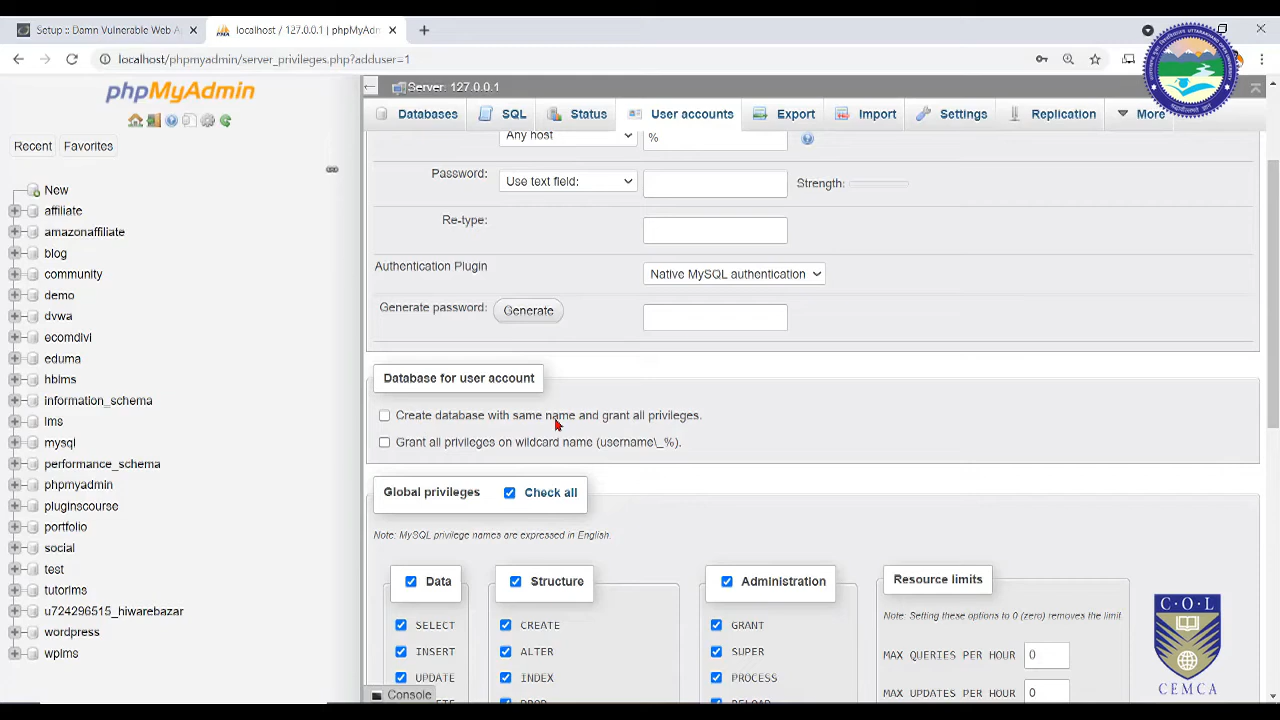 Setup :: Damn Vulnerable Web A
localhost / 127.0.0.1 | phpMyAdn
localhost/phpmyadmin/server_privileges.php?adduser=1
phpMyAdmin
Recent Favorites
New
affiliate
amazonaffiliate
blog
community
demo
dvwa
ecomdivi
eduma
hblms
information_schema
lms
mysql
performance_schema
phpmyadmin
pluginscourse
portfolio
social
test
tutorlms
u724296515_hiwarebazar
wordpress
wplms
Server: 127.0.0.1
Databases SQL Status User accounts Export Import Settings Replication More
Any host %
Password: Use text field: Strength:
Re-type:
Authentication Plugin Native MySQL authentication
Generate password: Generate
Database for user account
Create database with same name and grant all privileges.
Grant all privileges on wildcard name (username\_%).
Global privileges Check all
Note: MySQL privilege names are expressed in English.
Data Structure Administration Resource limits
Note: Setting these options to 0 (zero) removes the limit.
SELECT CREATE GRANT
INSERT ALTER SUPER MAX QUERIES PER HOUR 0
UPDATE INDEX PROCESS
MAX UPDATES PER HOUR 0
Console
C·O·L
CEMCA